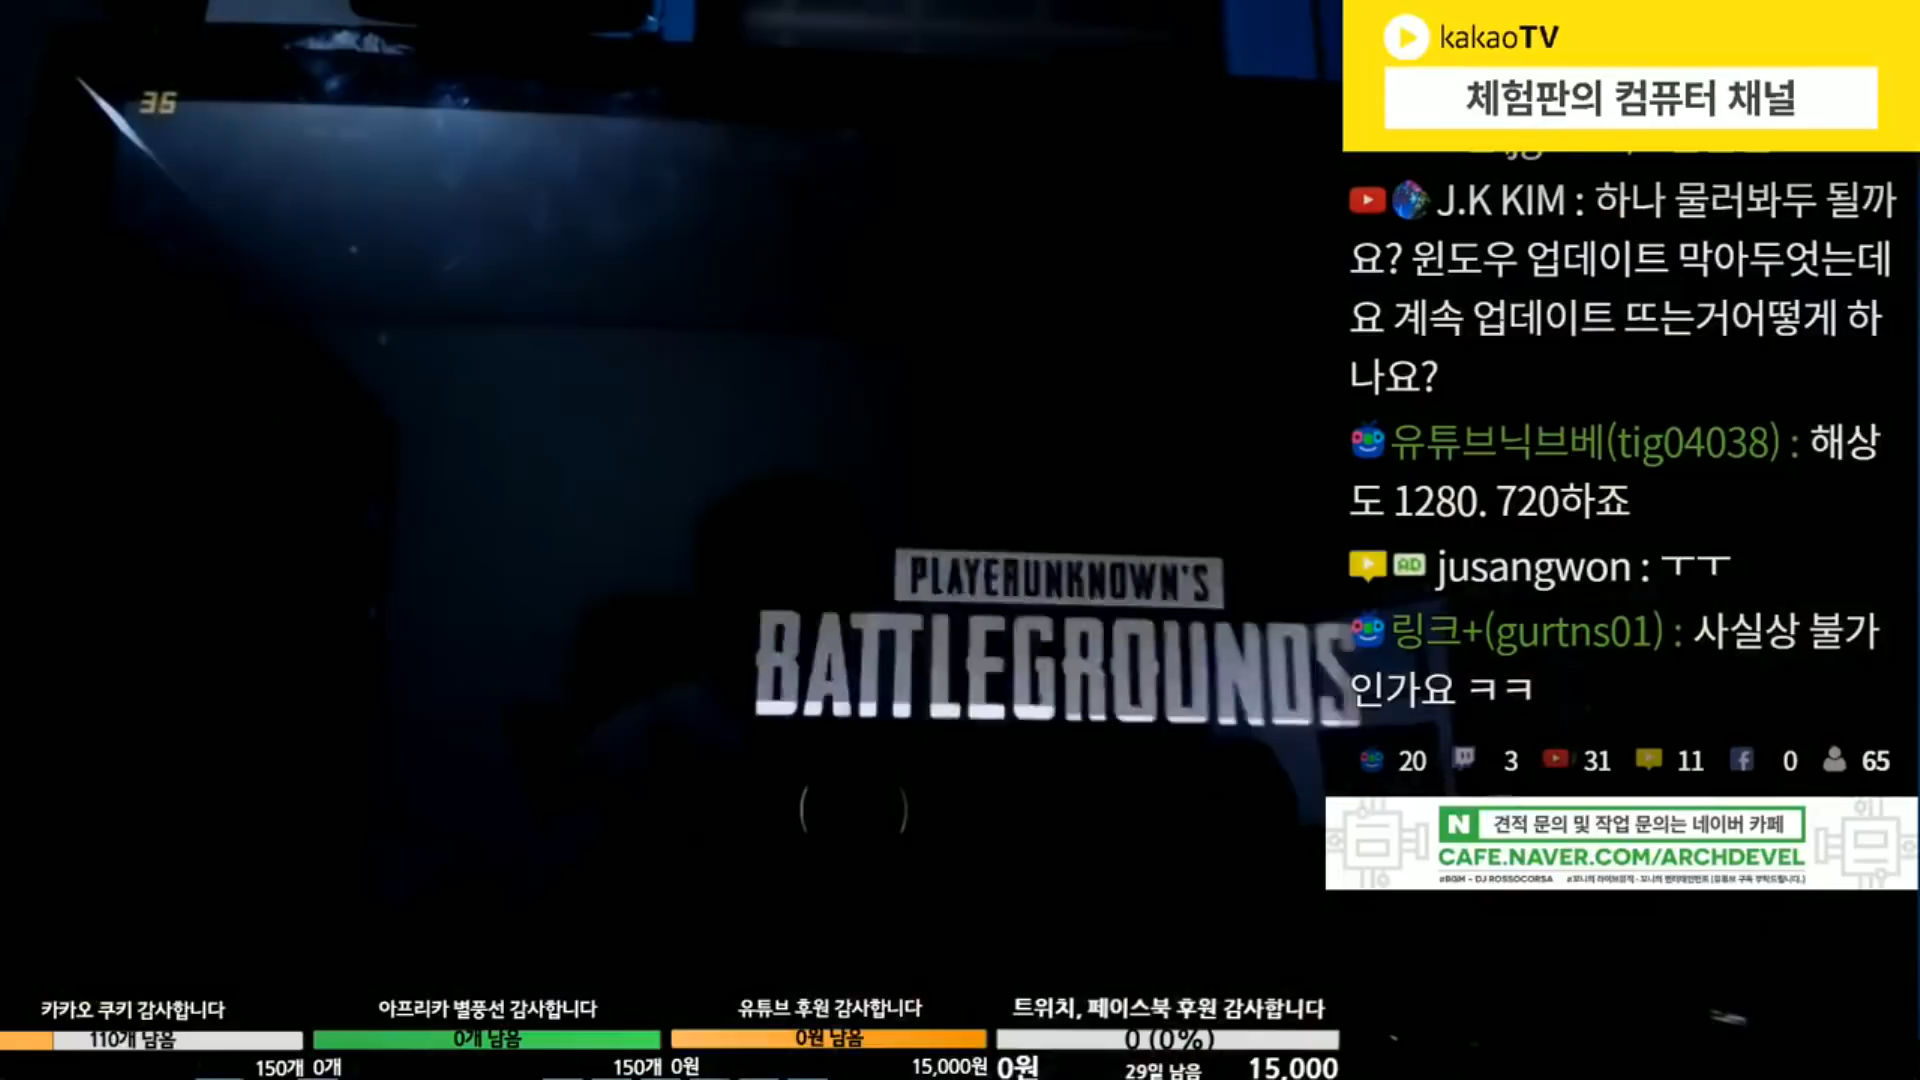 36
PLAYERUNKNOWN'S
BATTLEGROUNDS
kakaoTV
체험판의 컴퓨터 채널
J.K KIM : 하나 물러봐두 될까
요? 윈도우 업데이트 막아두엇는데
요 계속 업데이트 뜨는거어떻게 하
나요?
유튜브닉브베(tig04038) : 해상
도 1280. 720하죠
AD jusangwon : ㅜㅜ
링크+(gurtns01) : 사실상 불가
인가요 ㅋㅋ
20 3 31 11 0 65
N 견적 문의 및 작업 문의는 네이버 카페
CAFE.NAVER.COM/ARCHDEVEL
#BGM - DJ ROSSOCORSA
카카오 쿠키 감사합니다
110개 남음
150개
아프리카 별풍선 감사합니다
0개 남음
0개 150개
유튜브 후원 감사합니다
0원 남음
0원 15,000원
트위치, 페이스북 후원 감사합니다
0 (0%)
0원 29일 남음 15,000